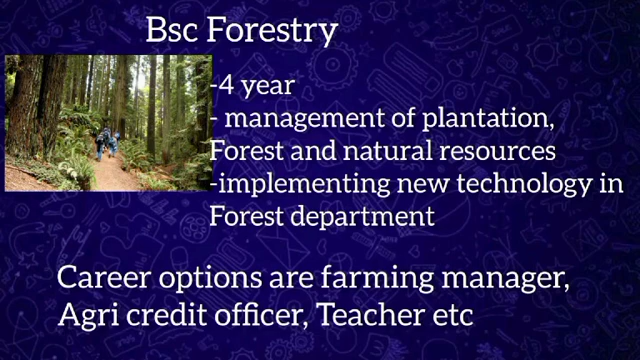 Bsc Forestry
-4 year
- management of plantation,
Forest and natural resources
-implementing new technology in
Forest department
Career options are farming manager,
Agri credit officer, Teacher etc